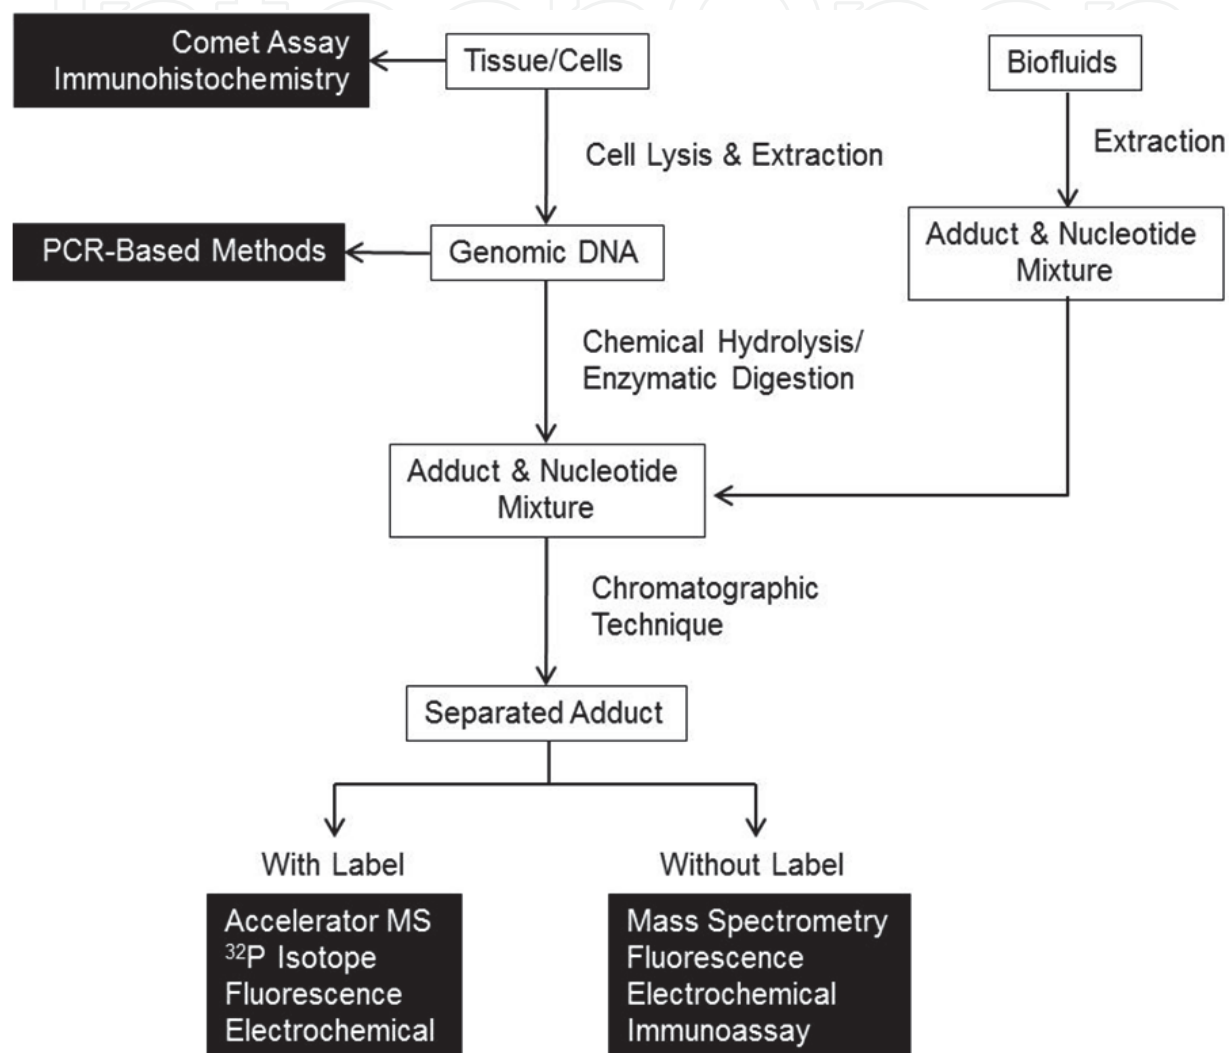 Comet Assay
Immunohistochemistry
Tissue/Cells
Biofluids
Cell Lysis & Extraction
Extraction
PCR-Based Methods
Genomic DNA
Adduct & Nucleotide
Mixture
Chemical Hydrolysis/
Enzymatic Digestion
Adduct & Nucleotide
Mixture
Chromatographic
Technique
Separated Adduct
With Label
Without Label
Accelerator MS
³²P Isotope
Fluorescence
Electrochemical
Mass Spectrometry
Fluorescence
Electrochemical
Immunoassay